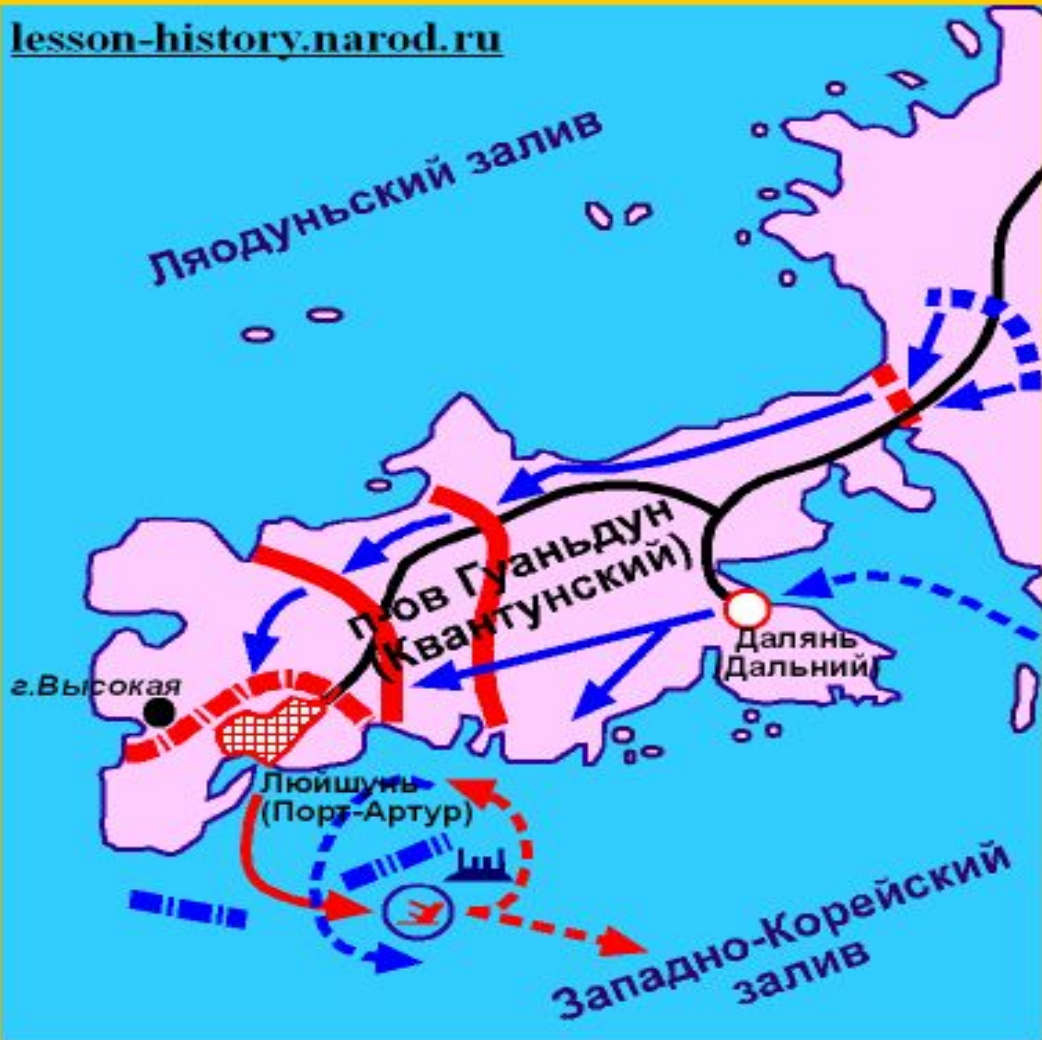 lesson-history.narod.ru
Ляодуньский залив
п-ов Гуаньдун
(Квантунский)
Далянь
(Дальний)
г.Высокая
Люйшунь
(Порт-Артур)
Западно-Корейский
залив